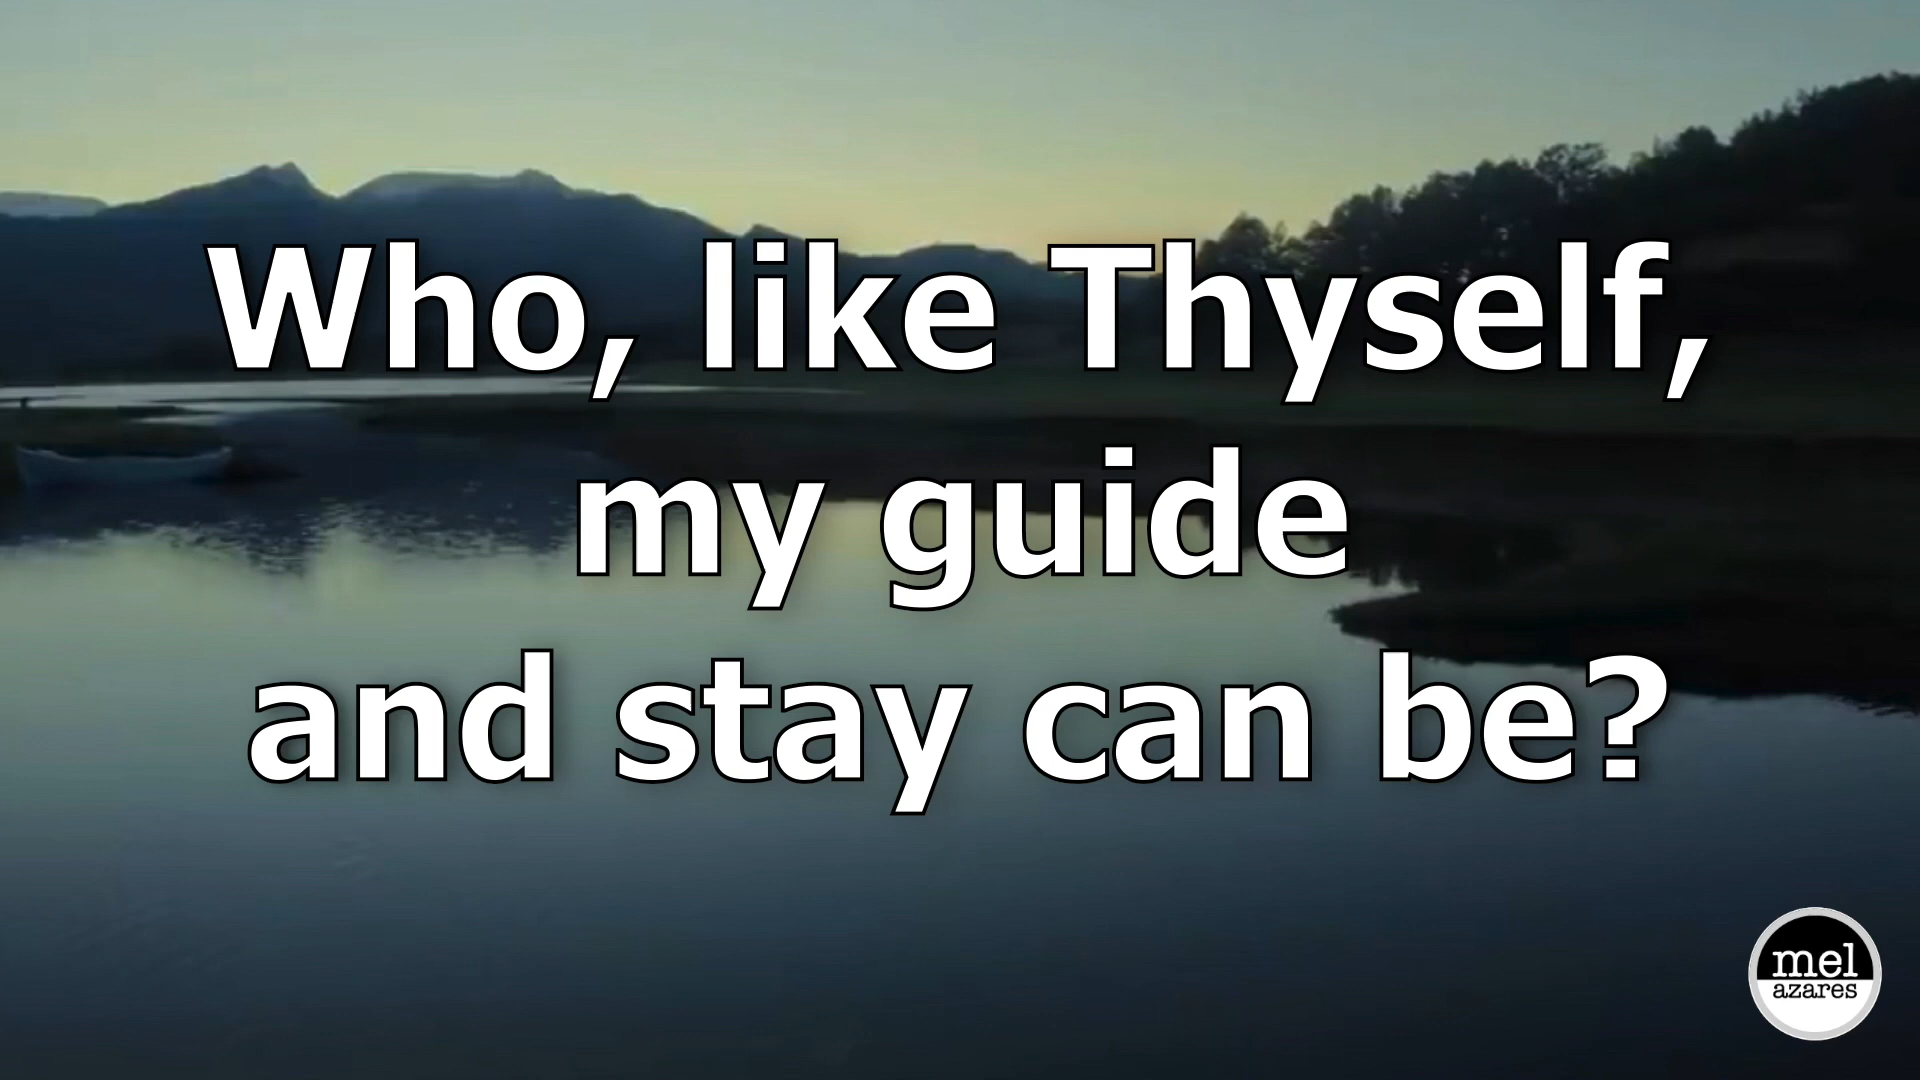 Who, like Thyself,
my guide
and stay can be?
mel
azares